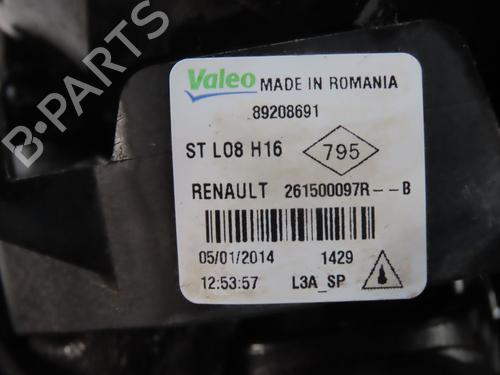 B-PARTS
Valeo MADE IN ROMANIA
89208691
ST L08 H16 795
RENAULT 261500097R--B
05/01/2014 1429
12:53:57 L3A_SP